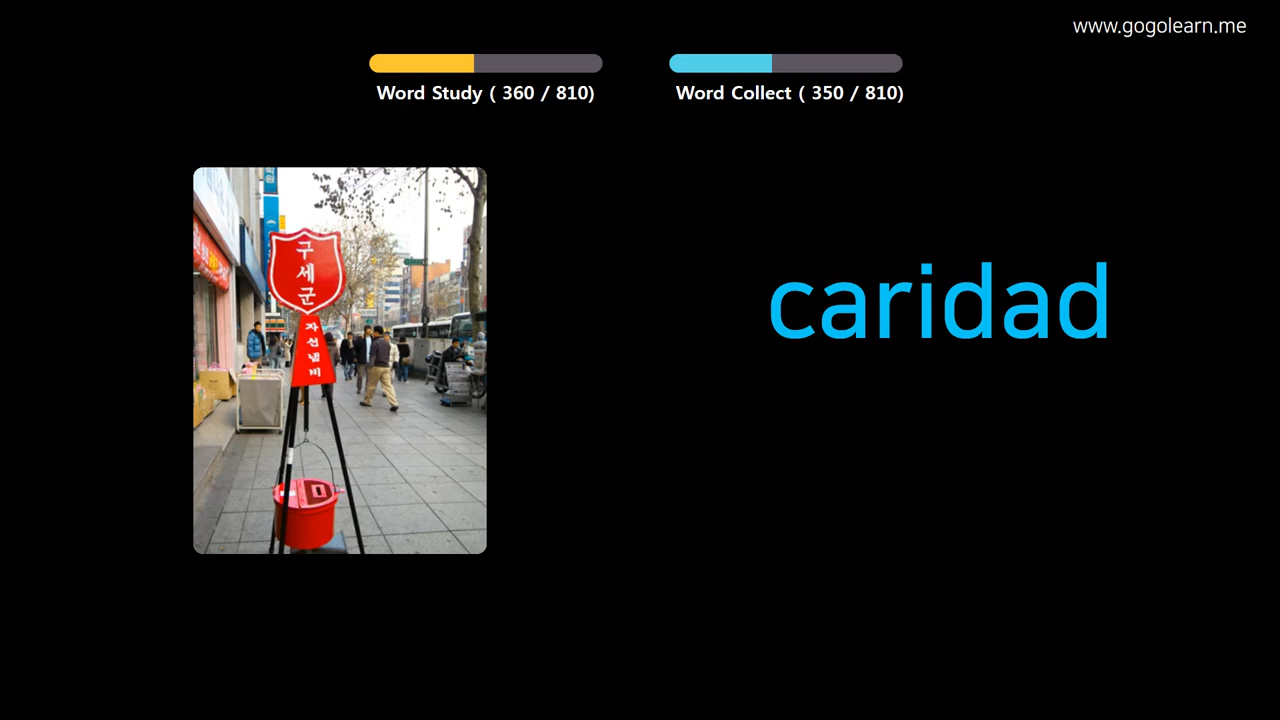 www.gogolearn.me
Word Study ( 360 / 810)
Word Collect ( 350 / 810)
구세군
자선냄비
caridad